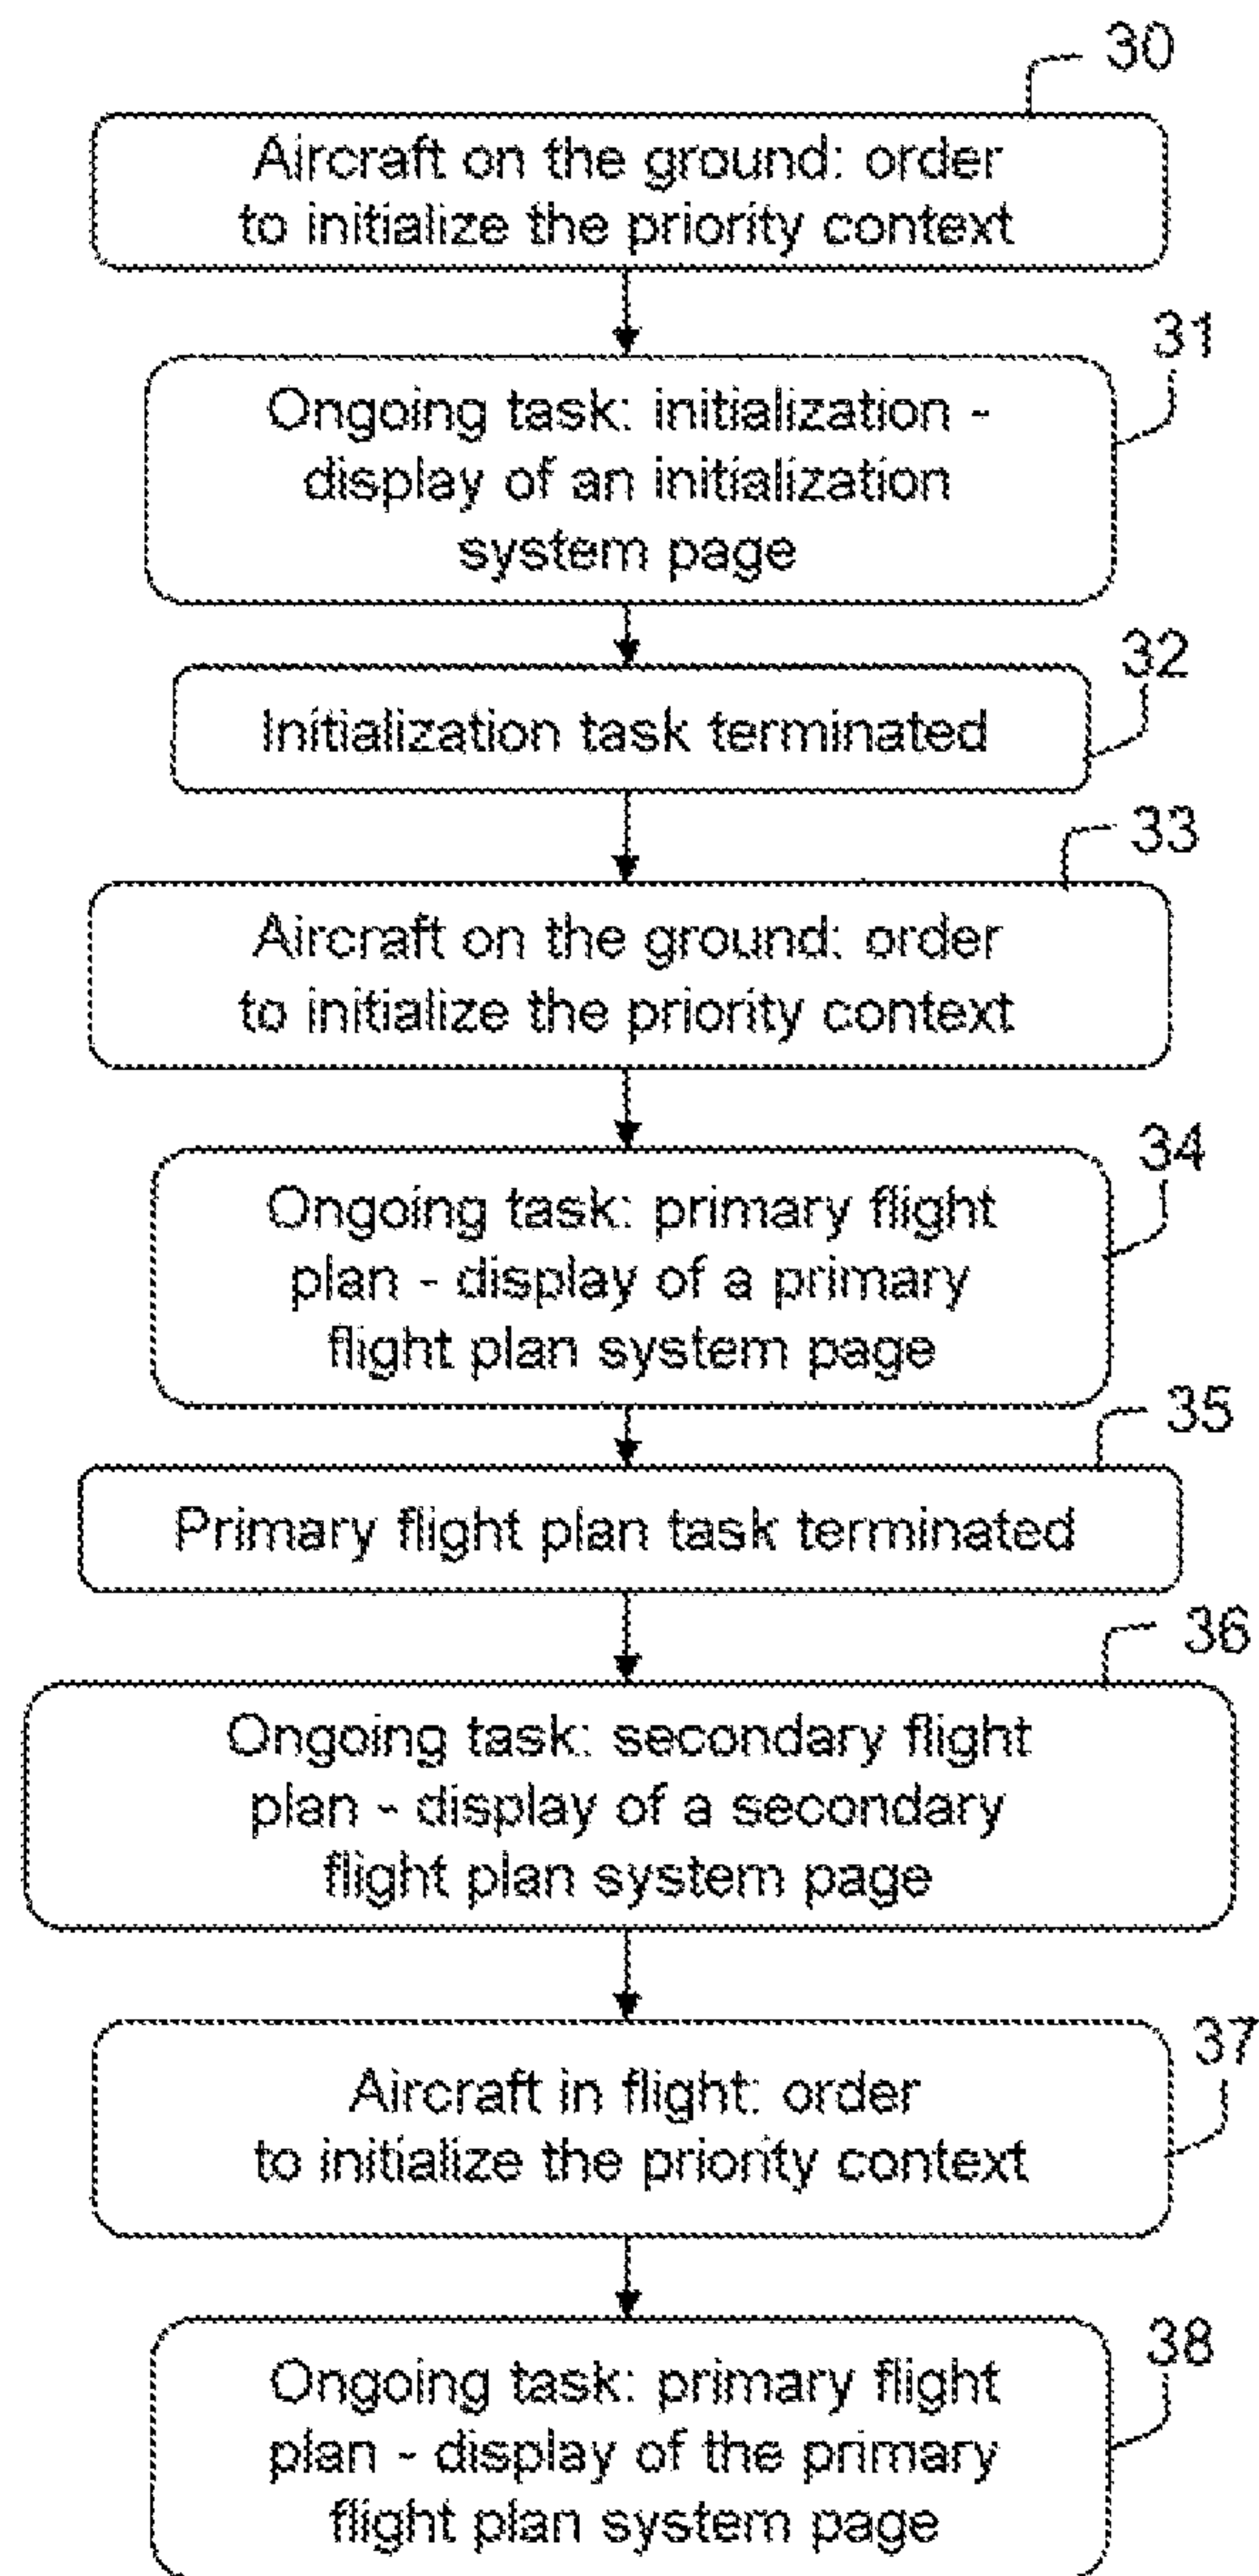 30
Aircraft on the ground: order
to initialize the priority context
31
Ongoing task: initialization -
display of an initialization
system page
32
Initialization task terminated
33
Aircraft on the ground: order
to initialize the priority context
34
Ongoing task: primary flight
plan - display of a primary
flight plan system page
35
Primary flight plan task terminated
36
Ongoing task: secondary flight
plan - display of a secondary
flight plan system page
37
Aircraft in flight: order
to initialize the priority context
38
Ongoing task: primary flight
plan - display of the primary
flight plan system page